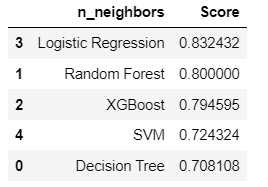 n_neighbors Score
3 Logistic Regression 0.832432
1 Random Forest 0.800000
2 XGBoost 0.794595
4 SVM 0.724324
0 Decision Tree 0.708108